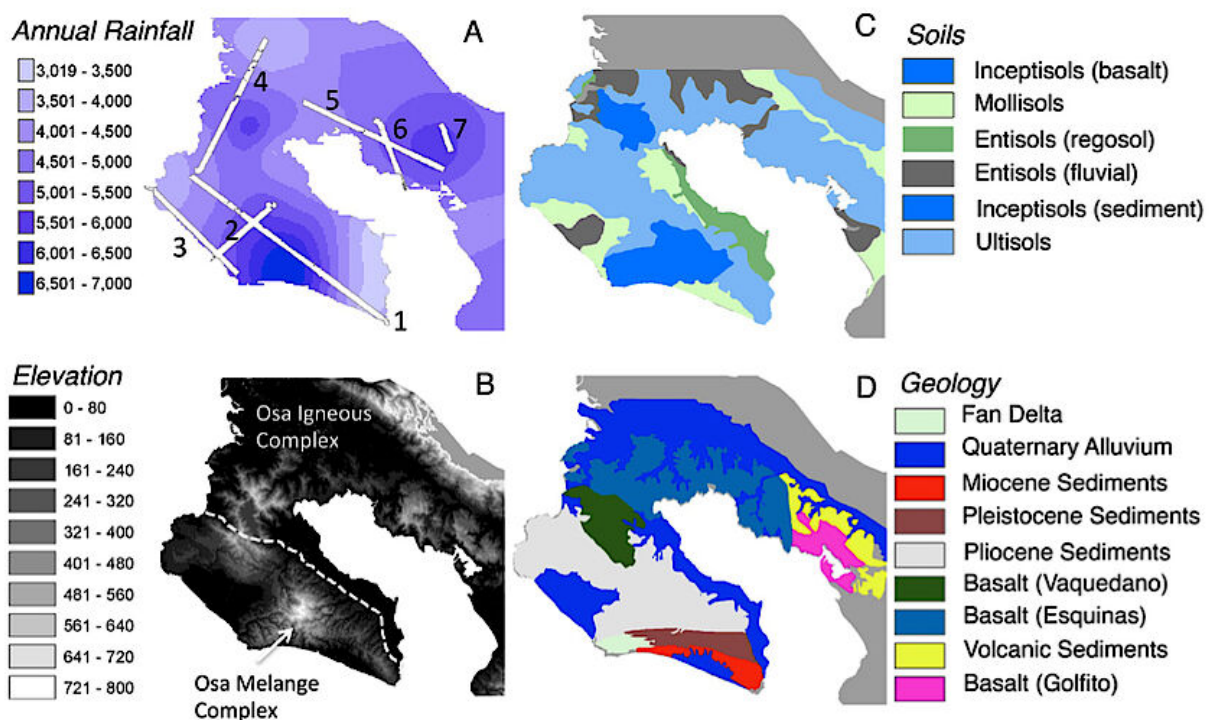 Annual Rainfall
3,019 - 3,500
3,501 - 4,000
4,001 - 4,500
4,501 - 5,000
5,001 - 5,500
5,501 - 6,000
6,001 - 6,500
6,501 - 7,000
A
4
5
6
7
2
3
1
C
Soils
Inceptisols (basalt)
Mollisols
Entisols (regosol)
Entisols (fluvial)
Inceptisols (sediment)
Ultisols
Elevation
0 - 80
81 - 160
161 - 240
241 - 320
321 - 400
401 - 480
481 - 560
561 - 640
641 - 720
721 - 800
B
Osa Igneous
Complex
Osa Melange
Complex
D
Geology
Fan Delta
Quaternary Alluvium
Miocene Sediments
Pleistocene Sediments
Pliocene Sediments
Basalt (Vaquedano)
Basalt (Esquinas)
Volcanic Sediments
Basalt (Golfito)